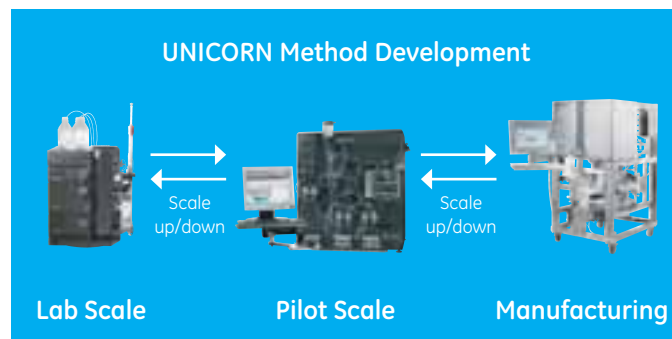 UNICORN Method Development
Scale
up/down
Scale
up/down
Lab Scale
Pilot Scale
Manufacturing